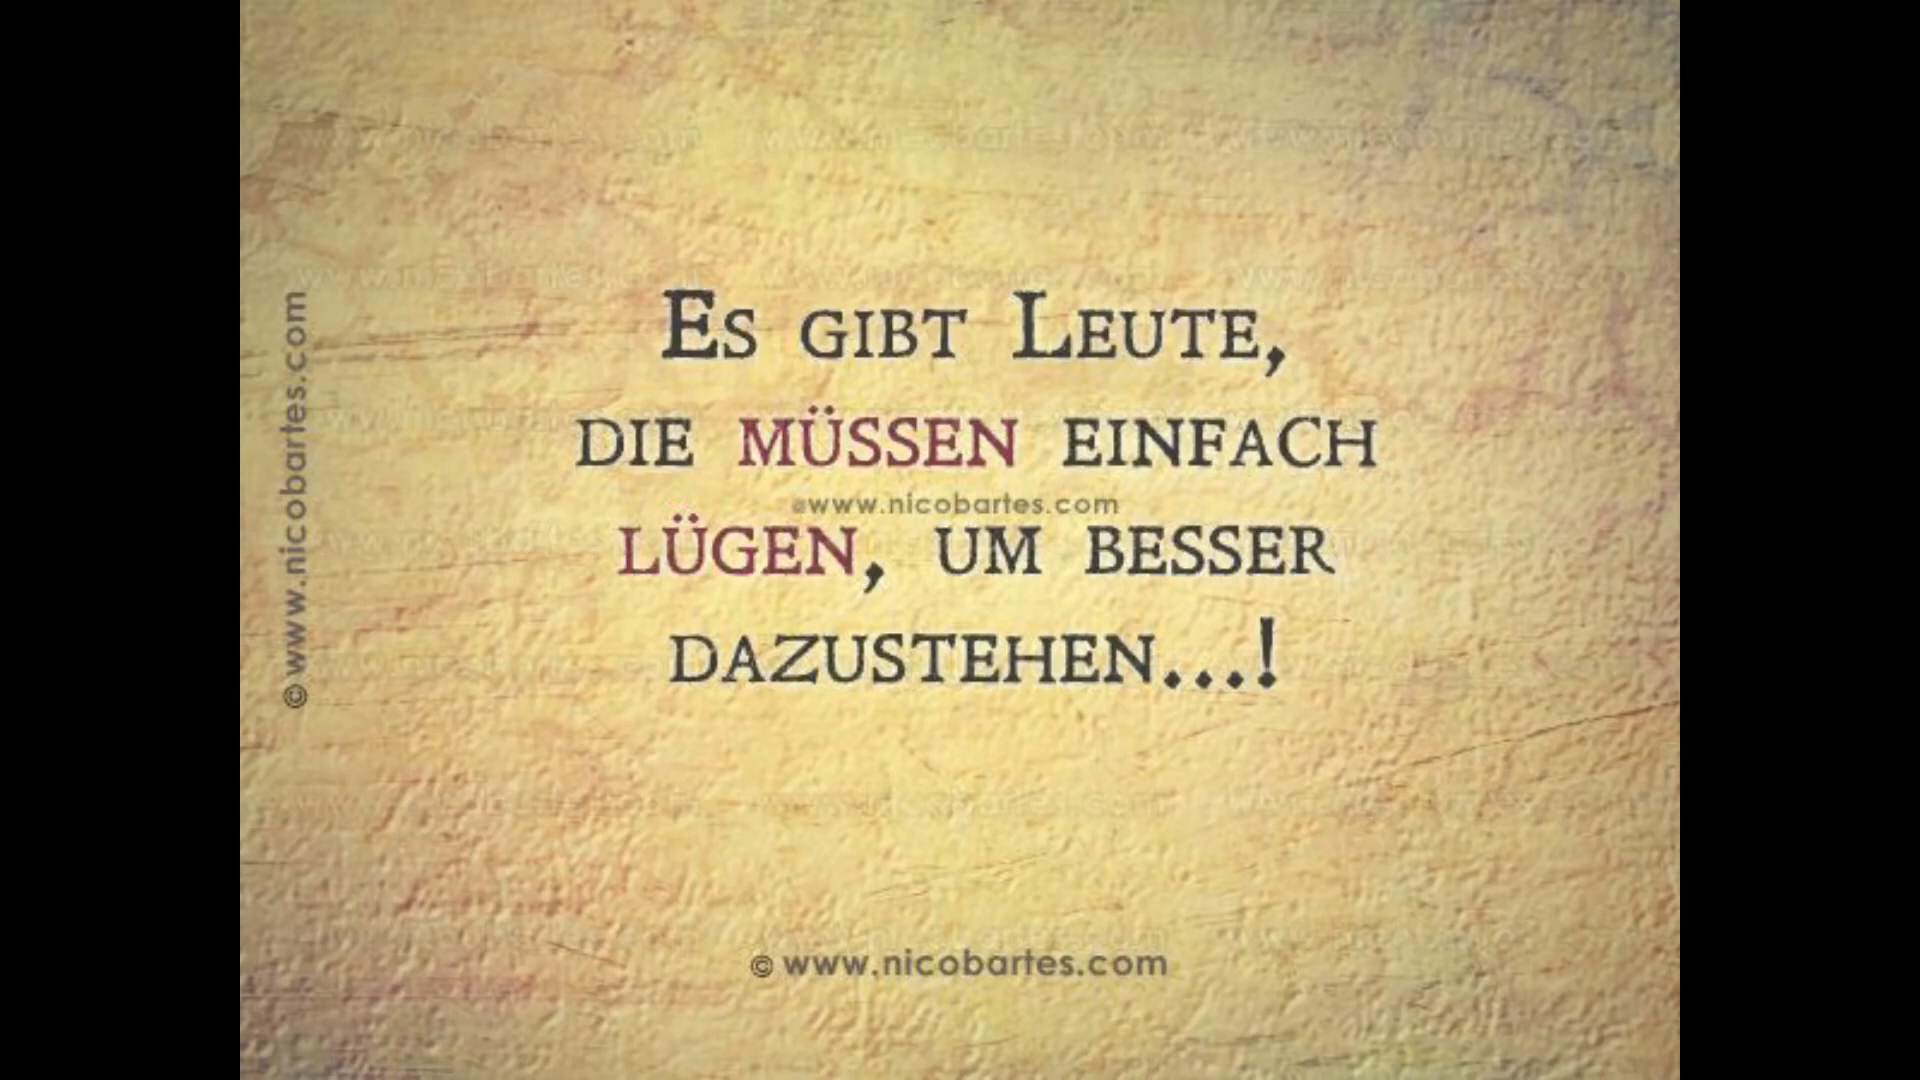 Es gibt Leute,
die müssen einfach
©www.nicobartes.com
lügen, um besser
dazustehen...!
© www.nicobartes.com
© www.nicobartes.com